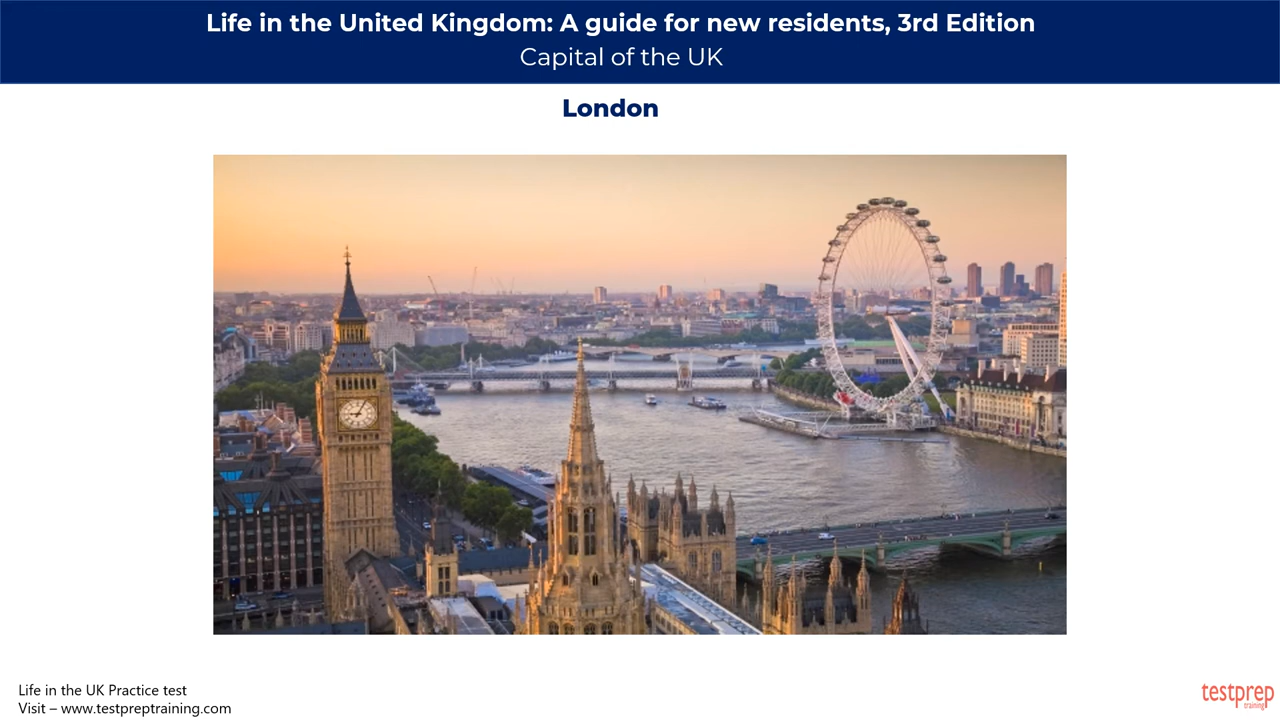 Life in the United Kingdom: A guide for new residents, 3rd Edition
Capital of the UK
London
Life in the UK Practice test
Visit – www.testpreptraining.com
testprep
training